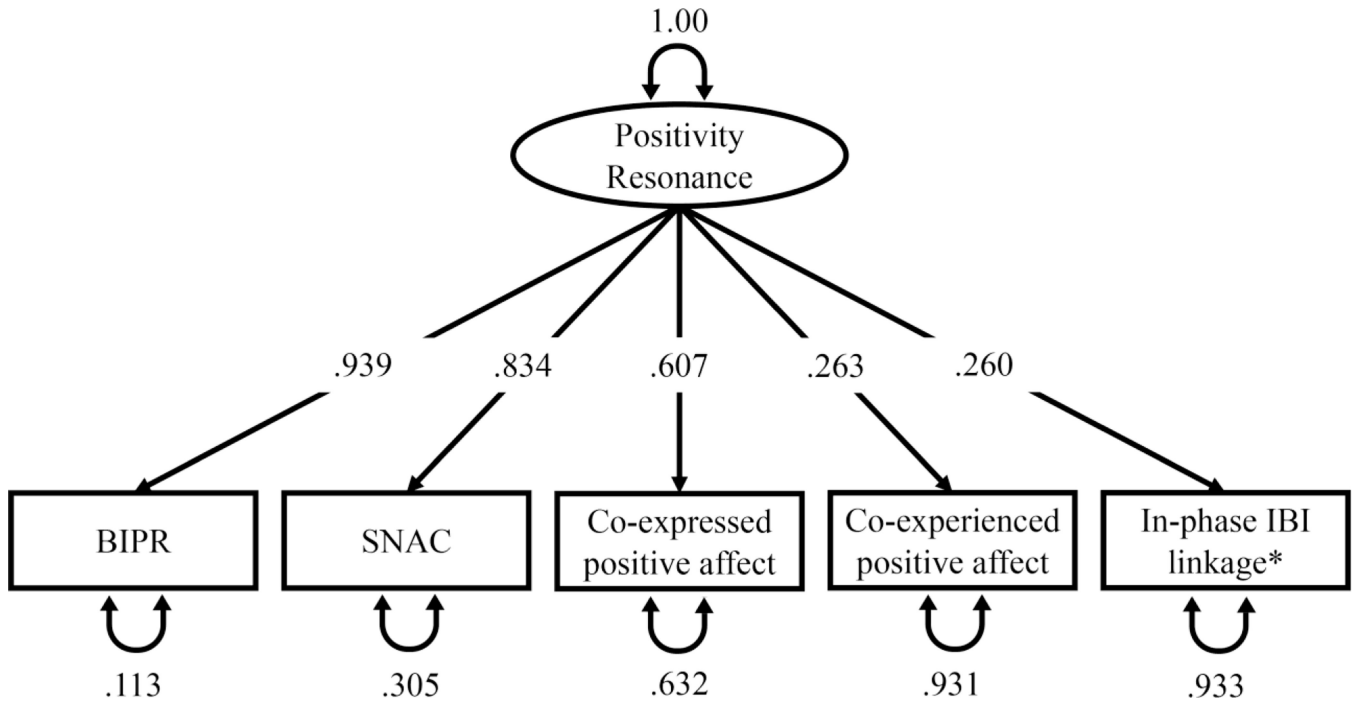 1.00
Positivity
Resonance
.939 .834 .607 .263 .260
BIPR
SNAC
Co-expressed
positive affect
Co-experienced
positive affect
In-phase IBI
linkage*
.113 .305 .632 .931 .933